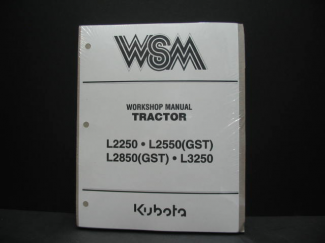 WSM
WORKSHOP MANUAL
TRACTOR
L2250 • L2550(GST)
L2850(GST) • L3250
Kubota